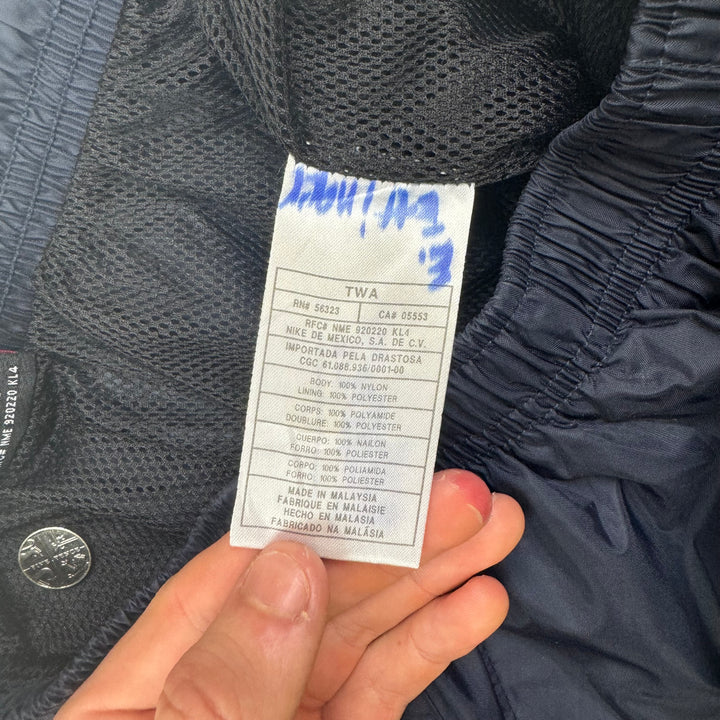 TWA
RN# 56323 CA# 05553
RFC# NME 920220 KL4
NIKE DE MEXICO, S.A. DE C.V.
IMPORTADA PELA DRASTOSA
CGC 61.086.936/0001-00
BODY: 100% NYLON
LINING: 100% POLYESTER
CORPS: 100% POLYAMIDE
DOUBLURE: 100% POLYESTER
CUERPO: 100% NAILON
FORRO: 100% POLIESTER
CORPO: 100% POLIAMIDA
FORRO: 100% POLIESTER
MADE IN MALAYSIA
FABRIQUE EN MALAISIE
HECHO EN MALASIA
FABRICADO NA MALÁSIA
NME 920220 KL4